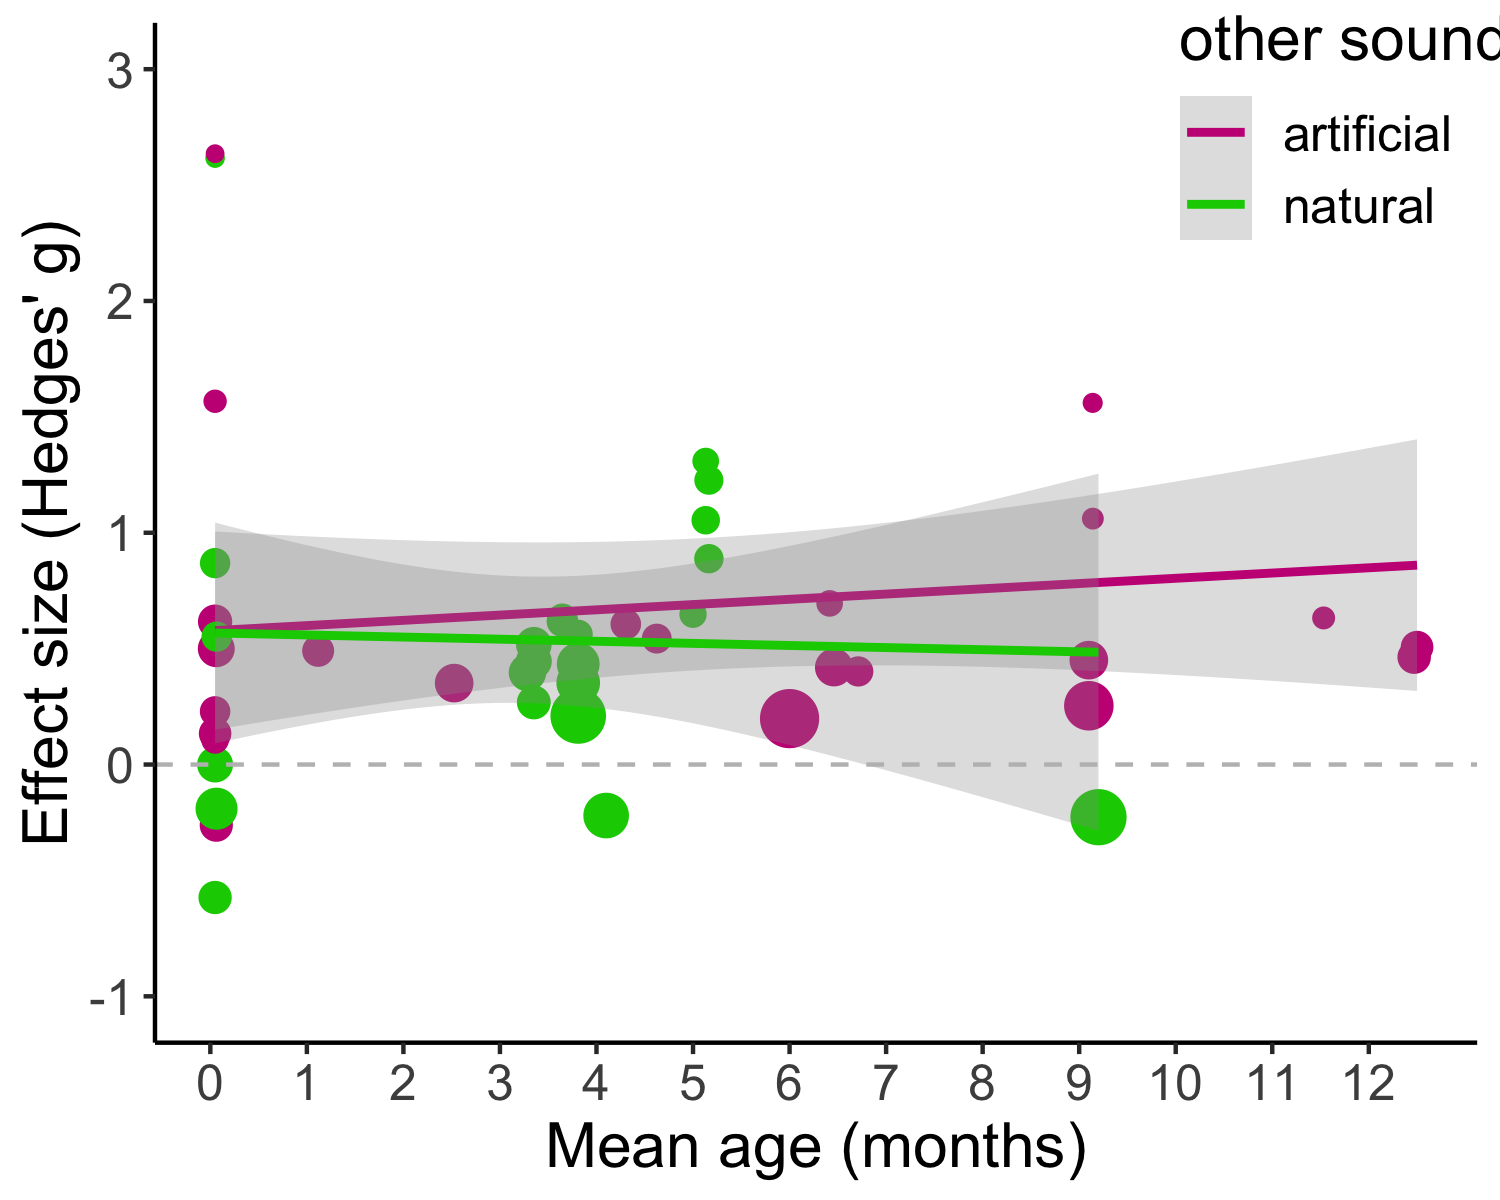 other sound
artificial
natural
3
2
1
0
-1
Effect size (Hedges' g)
0 1 2 3 4 5 6 7 8 9 10 11 12
Mean age (months)